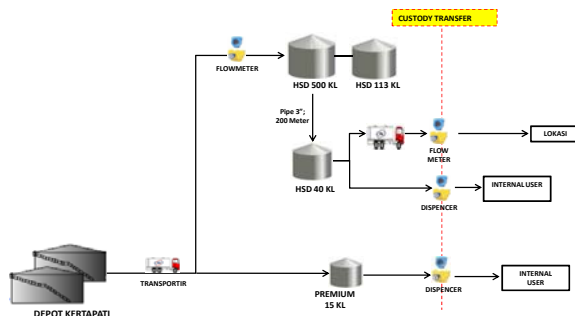 CUSTODY TRANSFER
FLOWMETER
HSD 500 KL
HSD 113 KL
Pipe 3";
200 Meter
HSD 40 KL
FLOW
METER
LOKASI
DISPENCER
INTERNAL USER
TRANSPORTIR
DEPOT KERTAPATI
PREMIUM
15 KL
DISPENCER
INTERNAL
USER